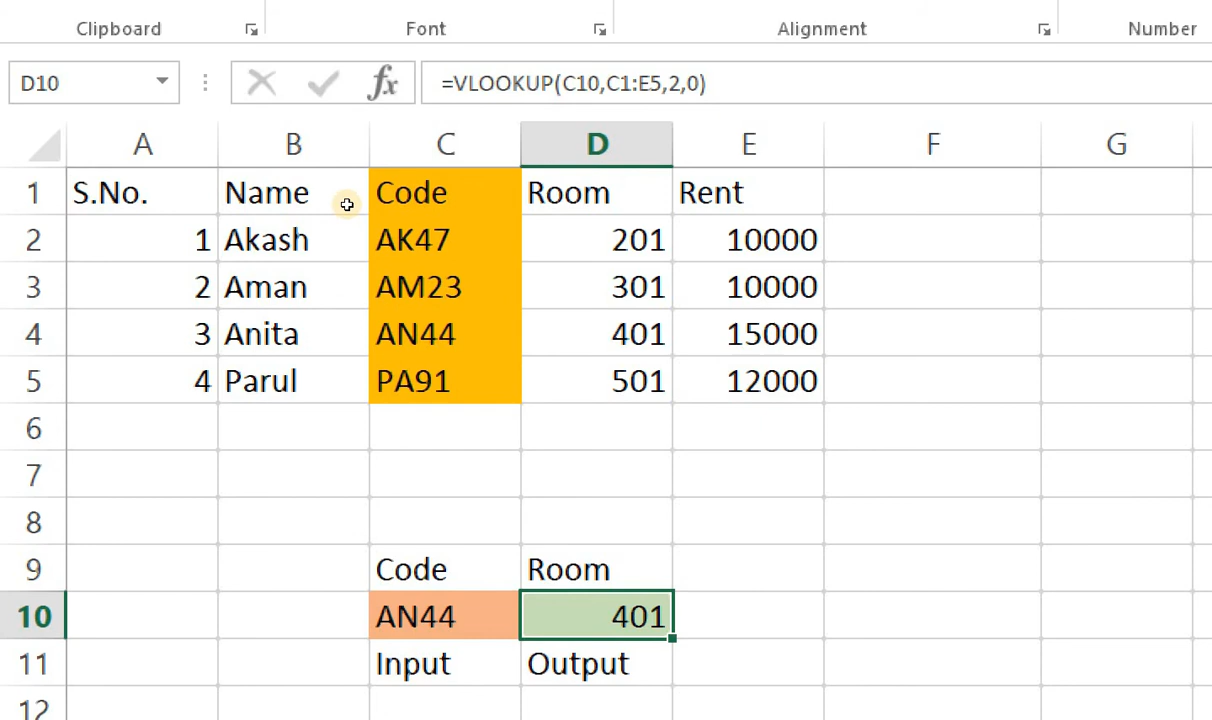 Clipboard Font Alignment Number
D10 fx =VLOOKUP(C10,C1:E5,2,0)
A B C D E F G
1 S.No. Name Code Room Rent
2 1 Akash AK47 201 10000
3 2 Aman AM23 301 10000
4 3 Anita AN44 401 15000
5 4 Parul PA91 501 12000
6
7
8
9 Code Room
10 AN44 401
11 Input Output
12